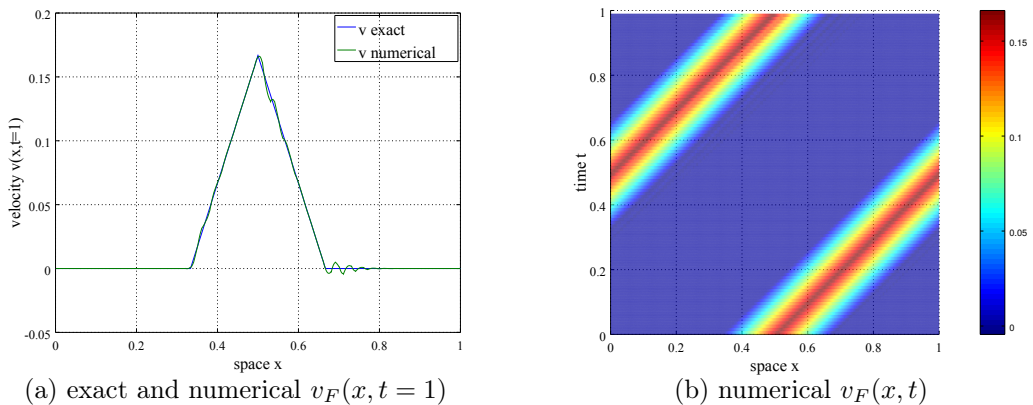 0.2
0.15
0.1
0.05
0
-0.05
velocity v(x,t=1)
v exact
v numerical
0 0.2 0.4 0.6 0.8 1
space x
(a) exact and numerical v_F(x, t = 1)
1
0.8
0.6
0.4
0.2
0
time t
0 0.2 0.4 0.6 0.8 1
space x
0.15
0.1
0.05
0
(b) numerical v_F(x, t)